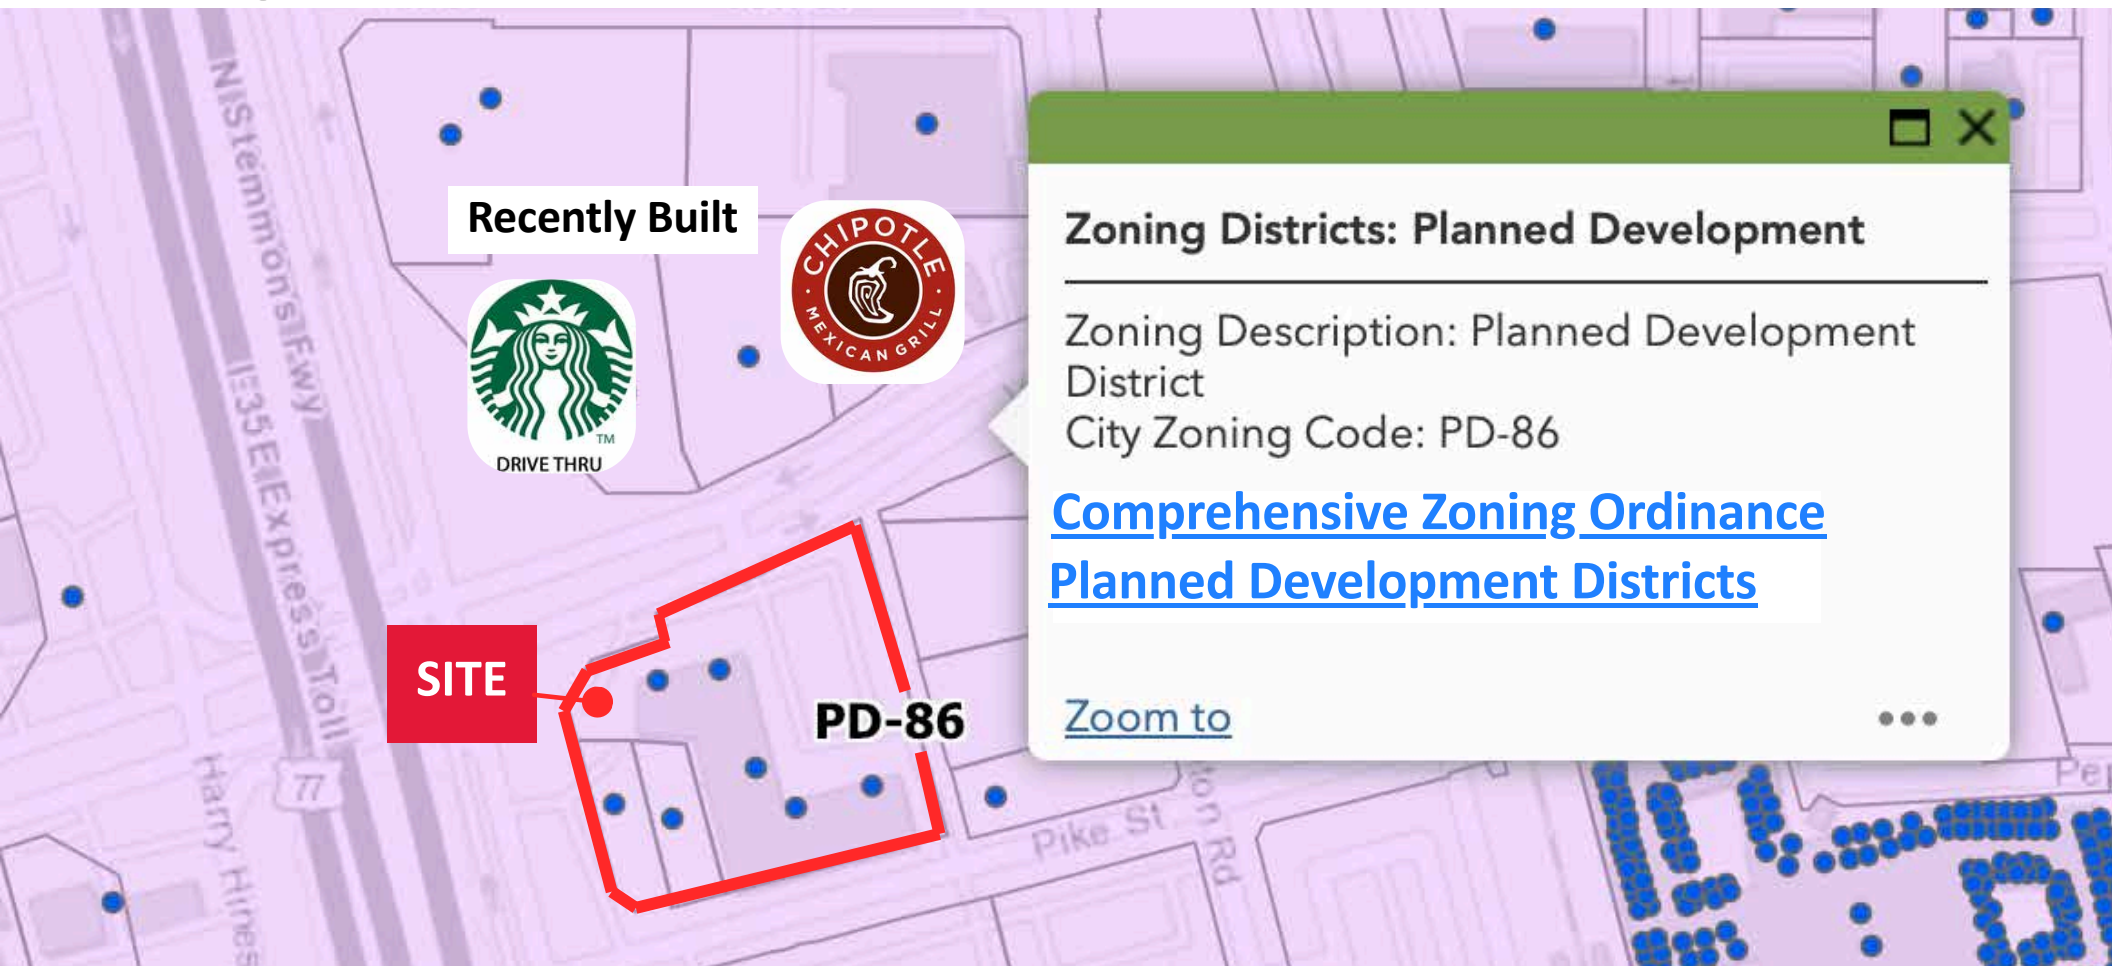 N Stemmons Fwy
I-35E Express Toll
Harry Hines
77
Recently Built
CHIPOTLE
MEXICAN GRILL
TM
DRIVE THRU
SITE
PD-86
Pike St
Rd
Zoning Districts: Planned Development
Zoning Description: Planned Development
District
City Zoning Code: PD-86
Comprehensive Zoning Ordinance
Planned Development Districts
Zoom to